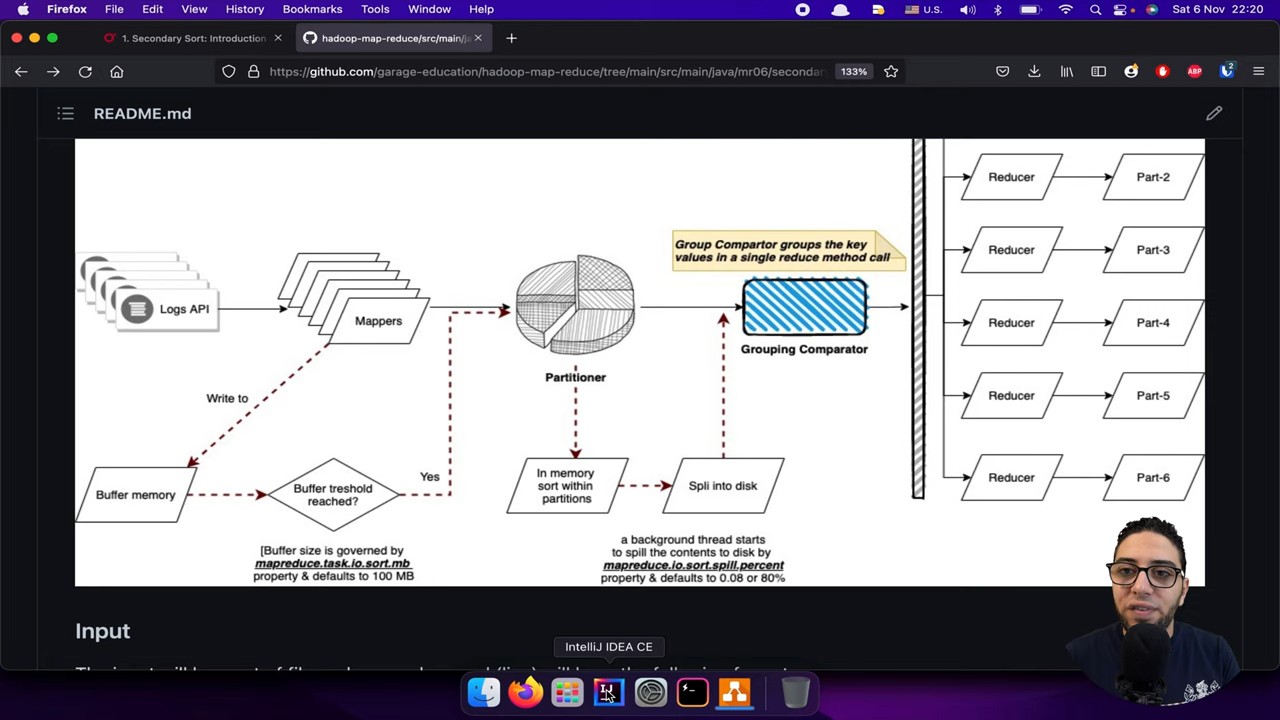 Firefox File Edit View History Bookmarks Tools Window Help U.S. Sat 6 Nov 22:20
1. Secondary Sort: Introduction
hadoop-map-reduce/src/main/ja
https://github.com/garage-education/hadoop-map-reduce/tree/main/src/main/java/mr06/secondar
133%
ABP
2
README.md
Reducer
Part-2
Group Compartor groups the key
values in a single reduce method call
Reducer
Part-3
Logs API
Mappers
Reducer
Part-4
Grouping Comparator
Partitioner
Write to
Reducer
Part-5
Buffer memory
Buffer treshold
reached?
Yes
In memory
sort within
partitions
Spli into disk
Reducer
Part-6
[Buffer size is governed by
mapreduce.task.io.sort.mb
property & defaults to 100 MB
a background thread starts
to spill the contents to disk by
mapreduce.io.sort.spill.percent
property & defaults to 0.08 or 80%
Input
IntelliJ IDEA CE
IJ